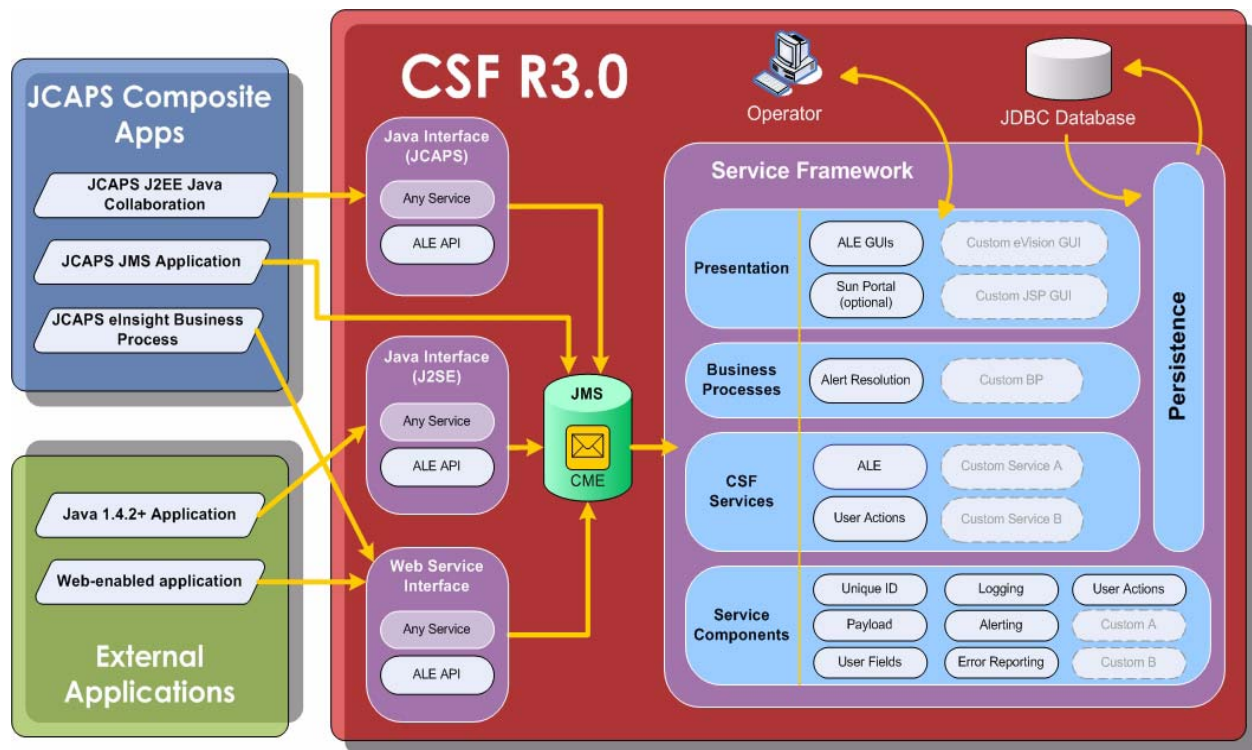 JCAPS Composite
Apps
JCAPS J2EE Java
Collaboration
JCAPS JMS Application
JCAPS eInsight Business
Process
Java 1.4.2+ Application
Web-enabled application
External
Applications
CSF R3.0
Java Interface
(JCAPS)
Any Service
ALE API
Java Interface
(J2SE)
Any Service
ALE API
Web Service
Interface
Any Service
ALE API
JMS
CME
Operator
JDBC Database
Service Framework
Presentation
ALE GUIs
Custom eVision GUI
Sun Portal
(optional)
Custom JSP GUI
Business
Processes
Alert Resolution
Custom BP
CSF
Services
ALE
Custom Service A
User Actions
Custom Service B
Service
Components
Unique ID
Logging
User Actions
Payload
Alerting
Custom A
User Fields
Error Reporting
Custom B
Persistence